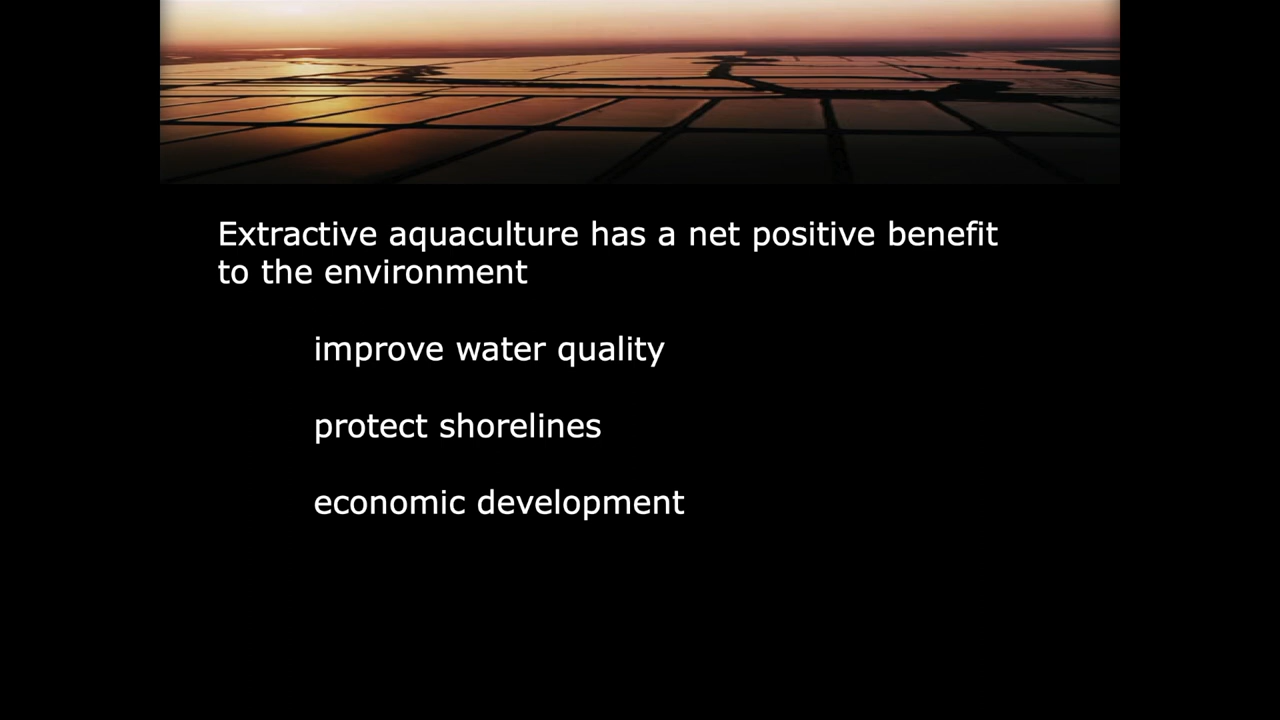 Extractive aquaculture has a net positive benefit
to the environment
improve water quality
protect shorelines
economic development